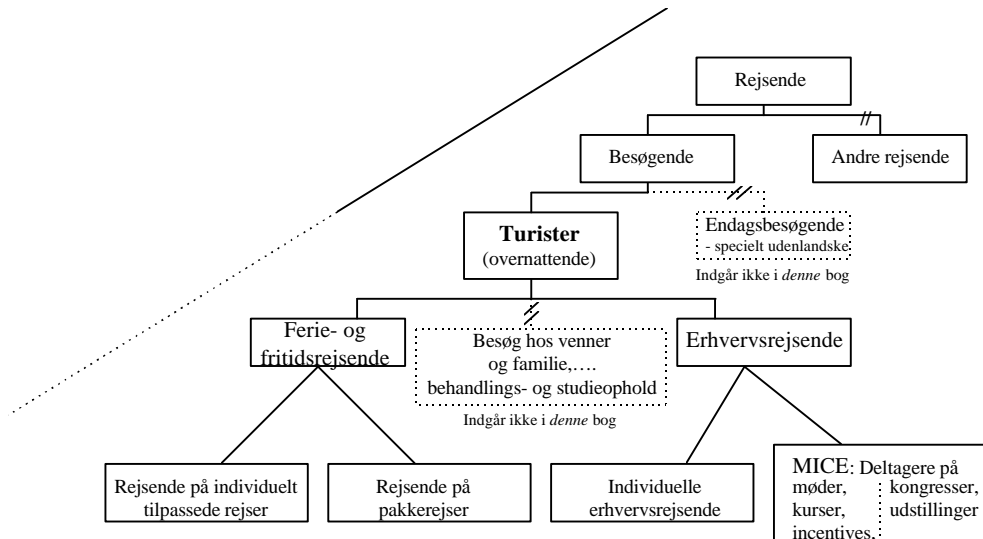 Rejsende
Besøgende
Andre rejsende
Turister
(overnattende)
Endagsbesøgende
- specielt udenlandske
Indgår ikke i denne bog
Ferie- og
fritidsrejsende
Besøg hos venner
og familie,….
behandlings- og studieophold
Indgår ikke i denne bog
Erhvervsrejsende
Rejsende på individuelt
tilpassede rejser
Rejsende på
pakkerejser
Individuelle
erhvervsrejsende
MICE: Deltagere på
møder, kongresser,
kurser, udstillinger
incentives,